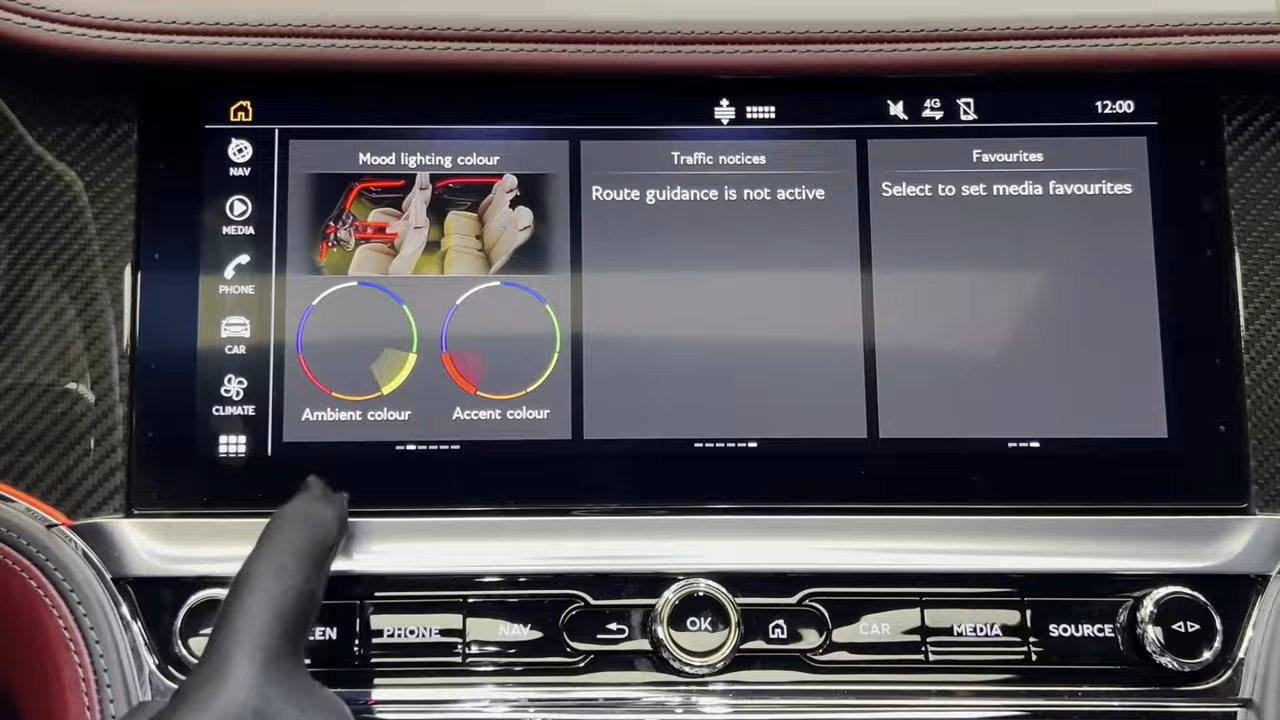 4G
12:00
NAV
MEDIA
PHONE
CAR
CLIMATE
Mood lighting colour
Ambient colour
Accent colour
Traffic notices
Route guidance is not active
Favourites
Select to set media favourites
PHONE
NAV
OK
CAR
MEDIA
SOURCE